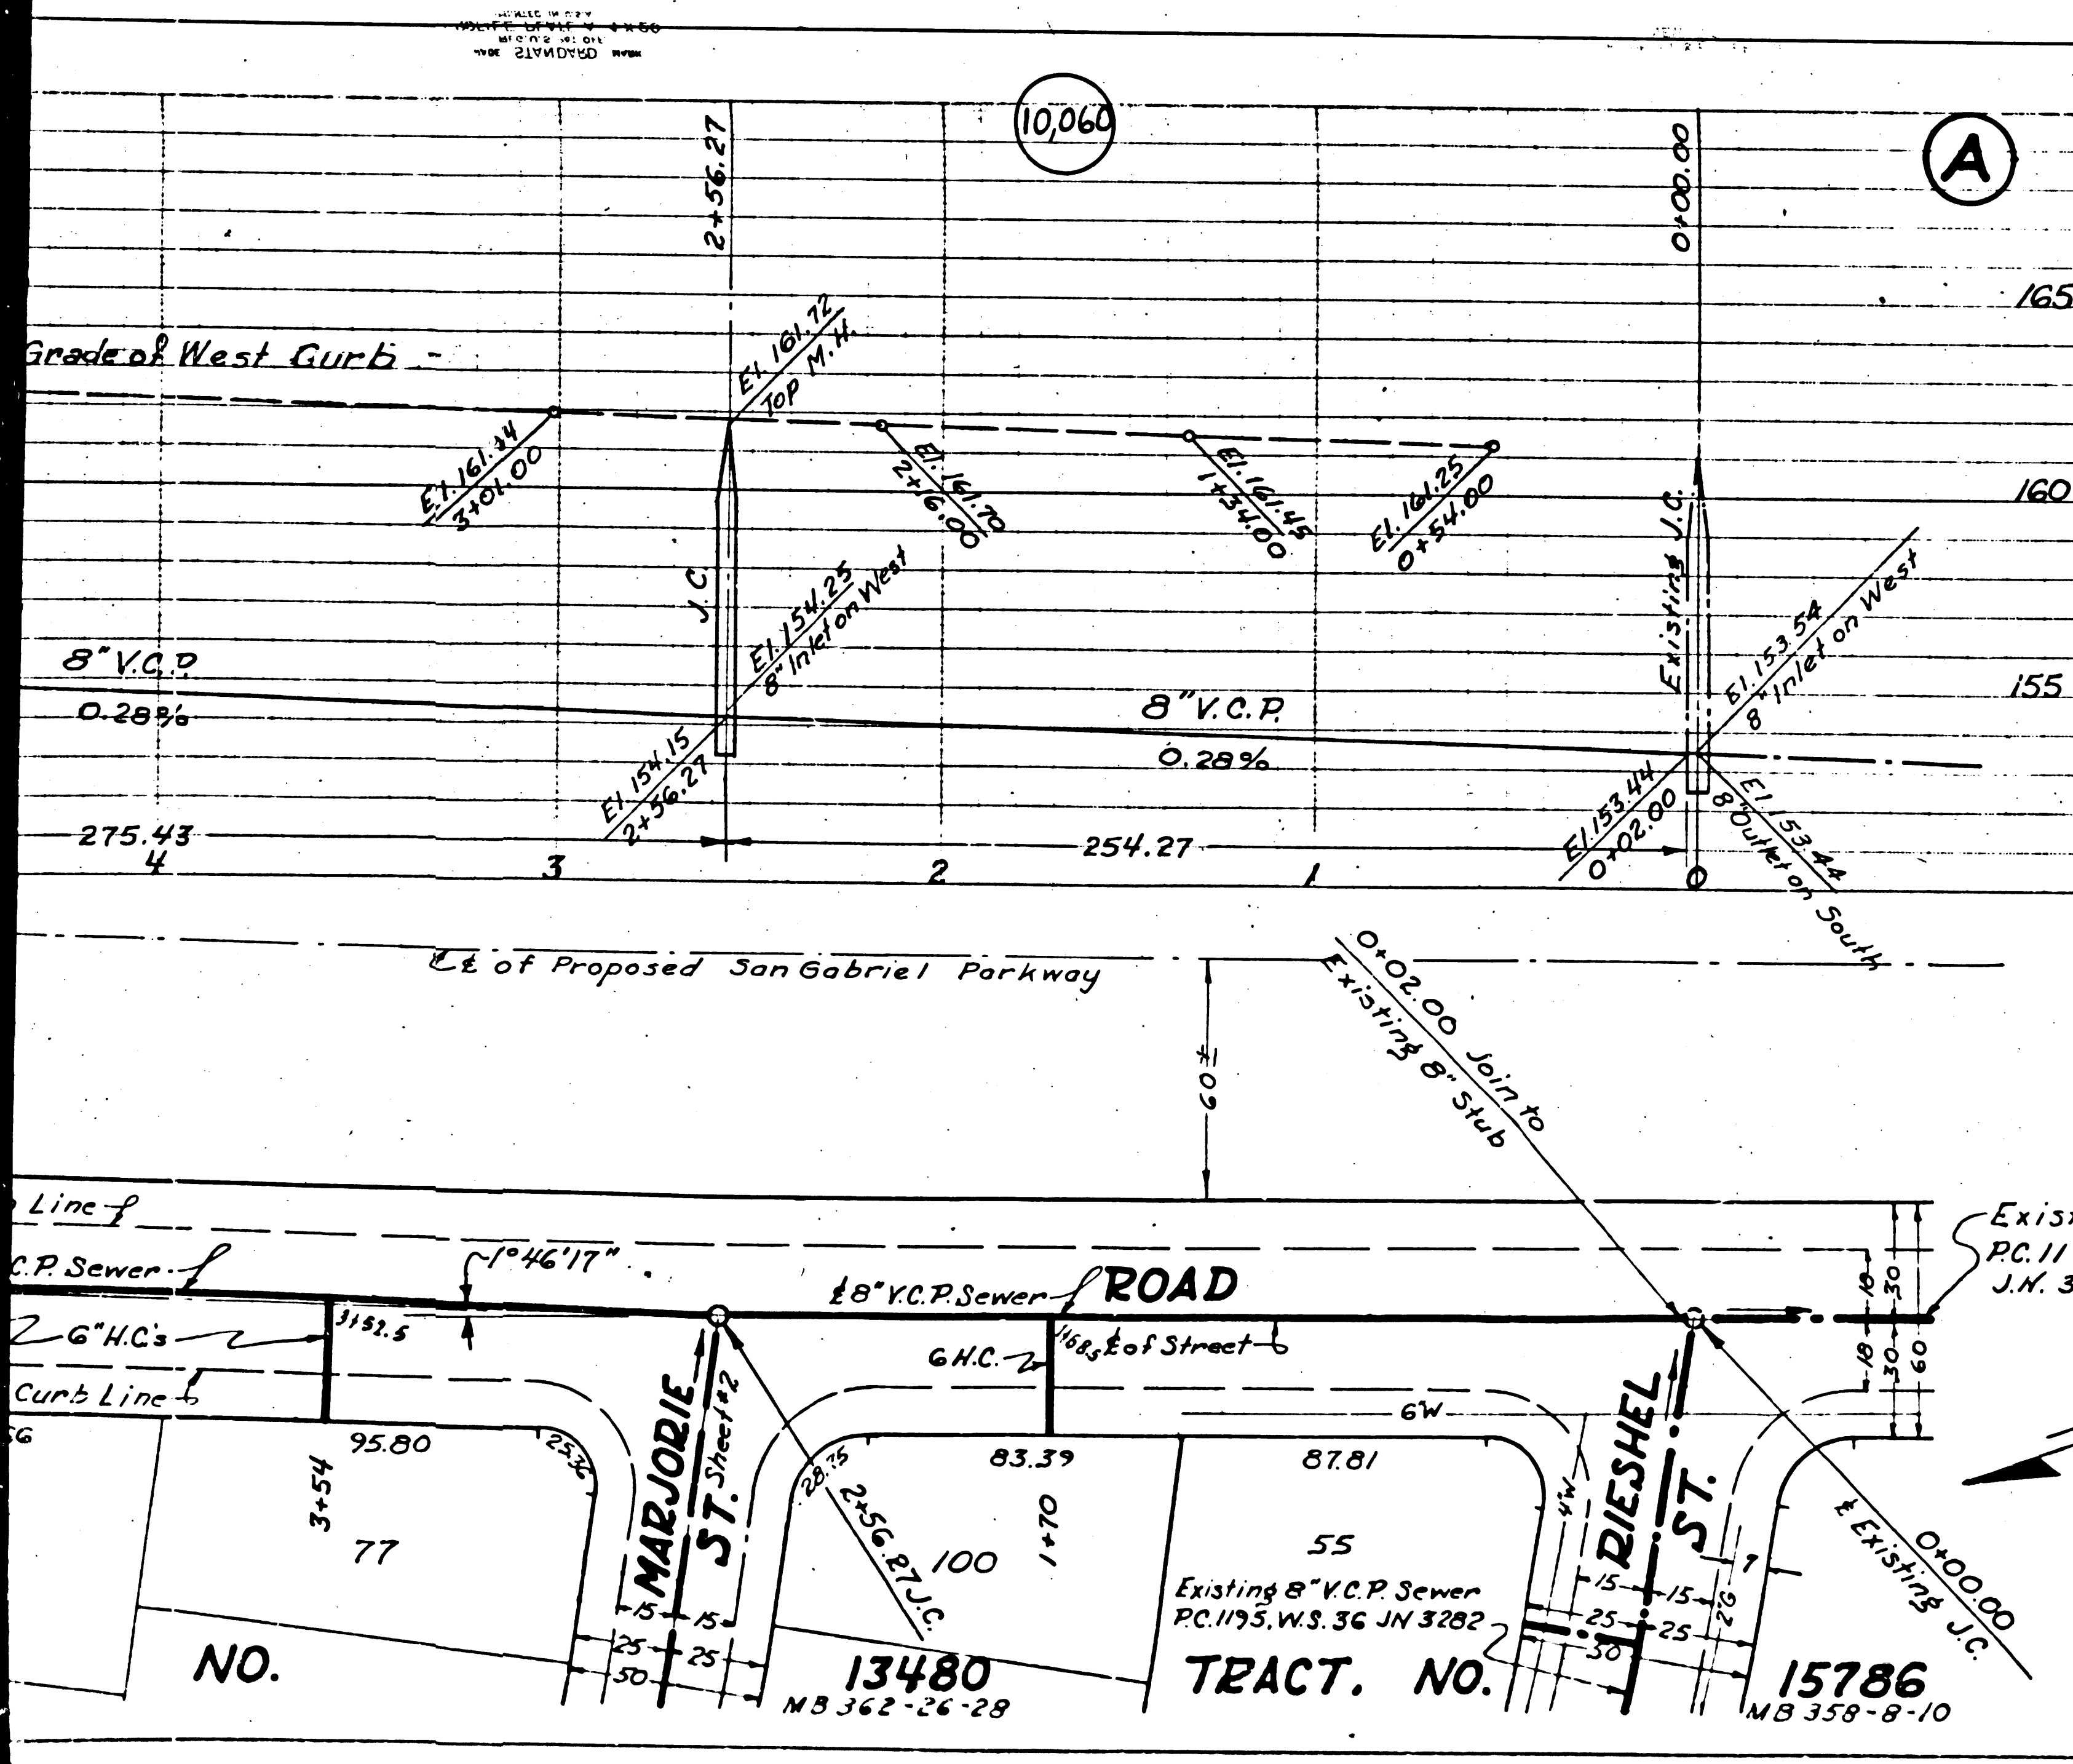 10,060
A
2+56.27
0+00.00
165
160
155
Grade of West Curb -
El. 161.72
TOP M.H.
3+01.00
El. 161.70
2+16.00
El. 161.45
1+34.00
El. 161.25
0+54.00
J.C.
Existing J.C.
El. 154.25
8" Inlet on West
El. 153.54
8" Inlet on West
8" V.C.P.
0.28%
8" V.C.P.
0.28%
El. 154.15
2+56.27
El. 153.44
0+02.00
El. 153.44
8" Outlet on South
275.43
254.27
4
3
2
1
0
℄ of Proposed San Gabriel Parkway
60±
0+02.00 Join to
Existing 8" Stub
Line
C.P. Sewer
1°46'17"
℄ 8" V.C.P. Sewer
ROAD
Exist
P.C. 11
J.N. 3
6" H.C.'s
3+52.5
6 H.C.
1+68.5
℄ of Street
Curb Line
18
30
18
30
60
6"W
56
95.80
25.36
28.75
83.39
87.81
3+54
77
MARJORIE
ST.
Sheet #2
2+56.27 J.C.
100
1+70
55
Existing 8" V.C.P. Sewer
P.C. 1195, W.S. 36 JN 3282
4"W
RIESHEL
ST.
2"G
7
0+00.00
℄ Existing J.C.
15
15
25
25
50
15
15
25
25
50
NO.
13480
MB 362-26-28
TRACT. NO.
15786
MB 358-8-10